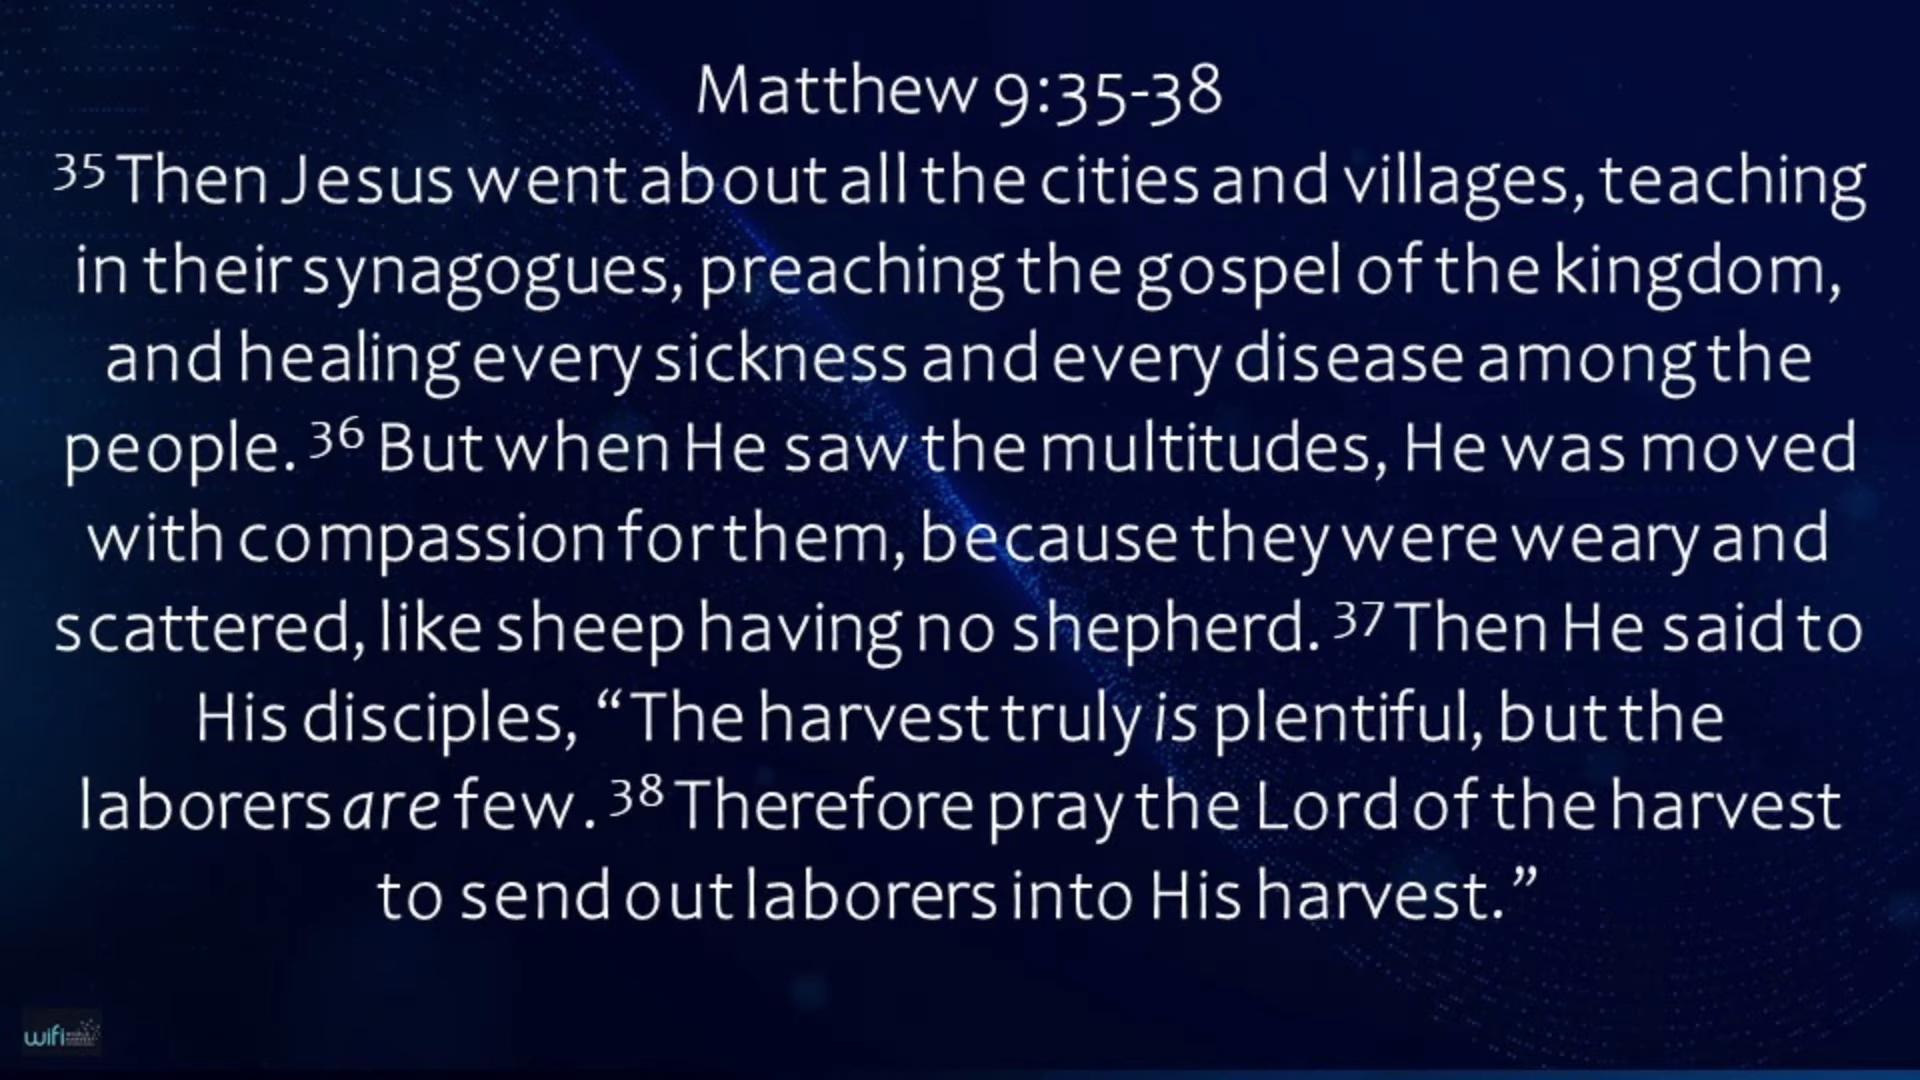 Matthew 9:35-38
35 Then Jesus went about all the cities and villages, teaching
in their synagogues, preaching the gospel of the kingdom,
and healing every sickness and every disease among the
people. 36 But when He saw the multitudes, He was moved
with compassion for them, because they were weary and
scattered, like sheep having no shepherd. 37 Then He said to
His disciples, “The harvest truly is plentiful, but the
laborers are few. 38 Therefore pray the Lord of the harvest
to send out laborers into His harvest.”
wifi